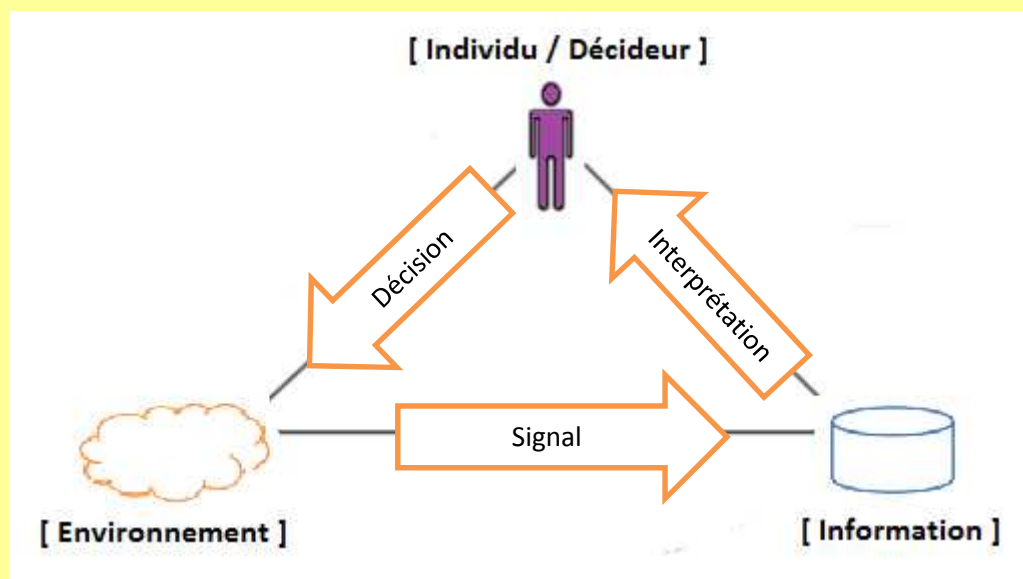 [ Individu / Décideur ]
Décision
Interprétation
Signal
[ Environnement ]
[ Information ]